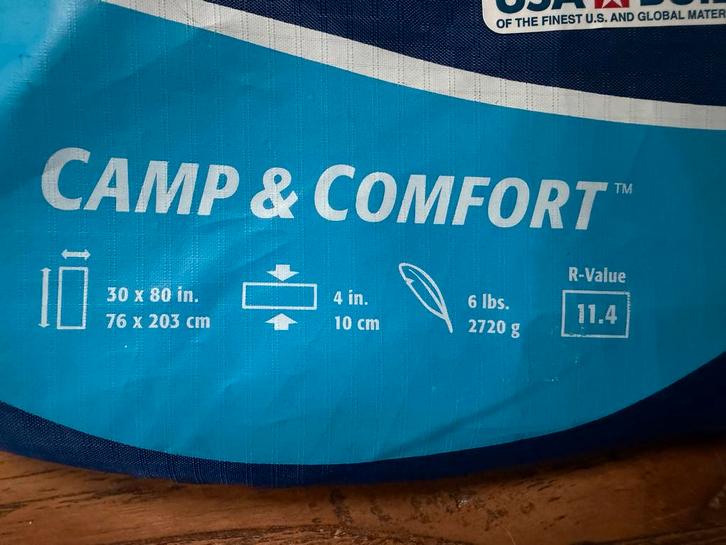 USA
OF THE FINEST U.S. AND GLOBAL
CAMP & COMFORT™
R-Value
30 x 80 in.
76 x 203 cm
4 in.
10 cm
6 lbs.
2720 g
11.4